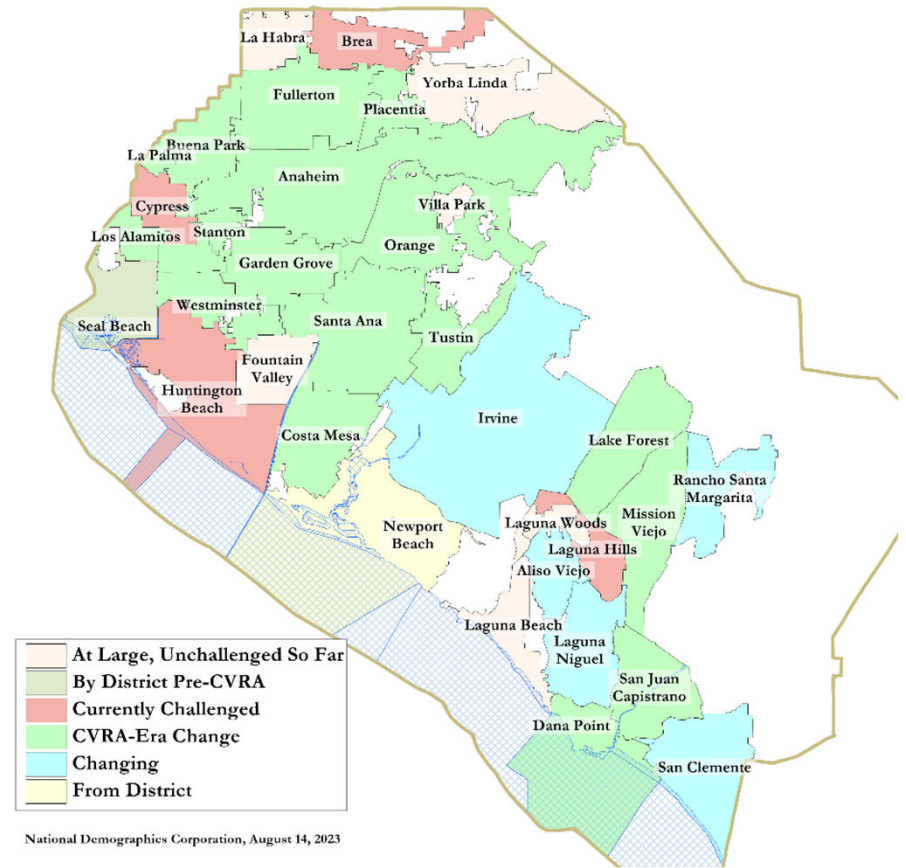 La Habra
Brea
Yorba Linda
Fullerton
Placentia
Buena Park
La Palma
Anaheim
Cypress
Villa Park
Stanton
Los Alamitos
Orange
Garden Grove
Westminster
Seal Beach
Santa Ana
Tustin
Fountain
Valley
Huntington
Beach
Irvine
Costa Mesa
Lake Forest
Rancho Santa
Margarita
Mission
Viejo
Newport
Beach
Laguna Woods
Laguna Hills
Aliso Viejo
Laguna Beach
Laguna
Niguel
San Juan
Capistrano
Dana Point
San Clemente
At Large, Unchallenged So Far
By District Pre-CVRA
Currently Challenged
CVRA-Era Change
Changing
From District
National Demographics Corporation, August 14, 2023